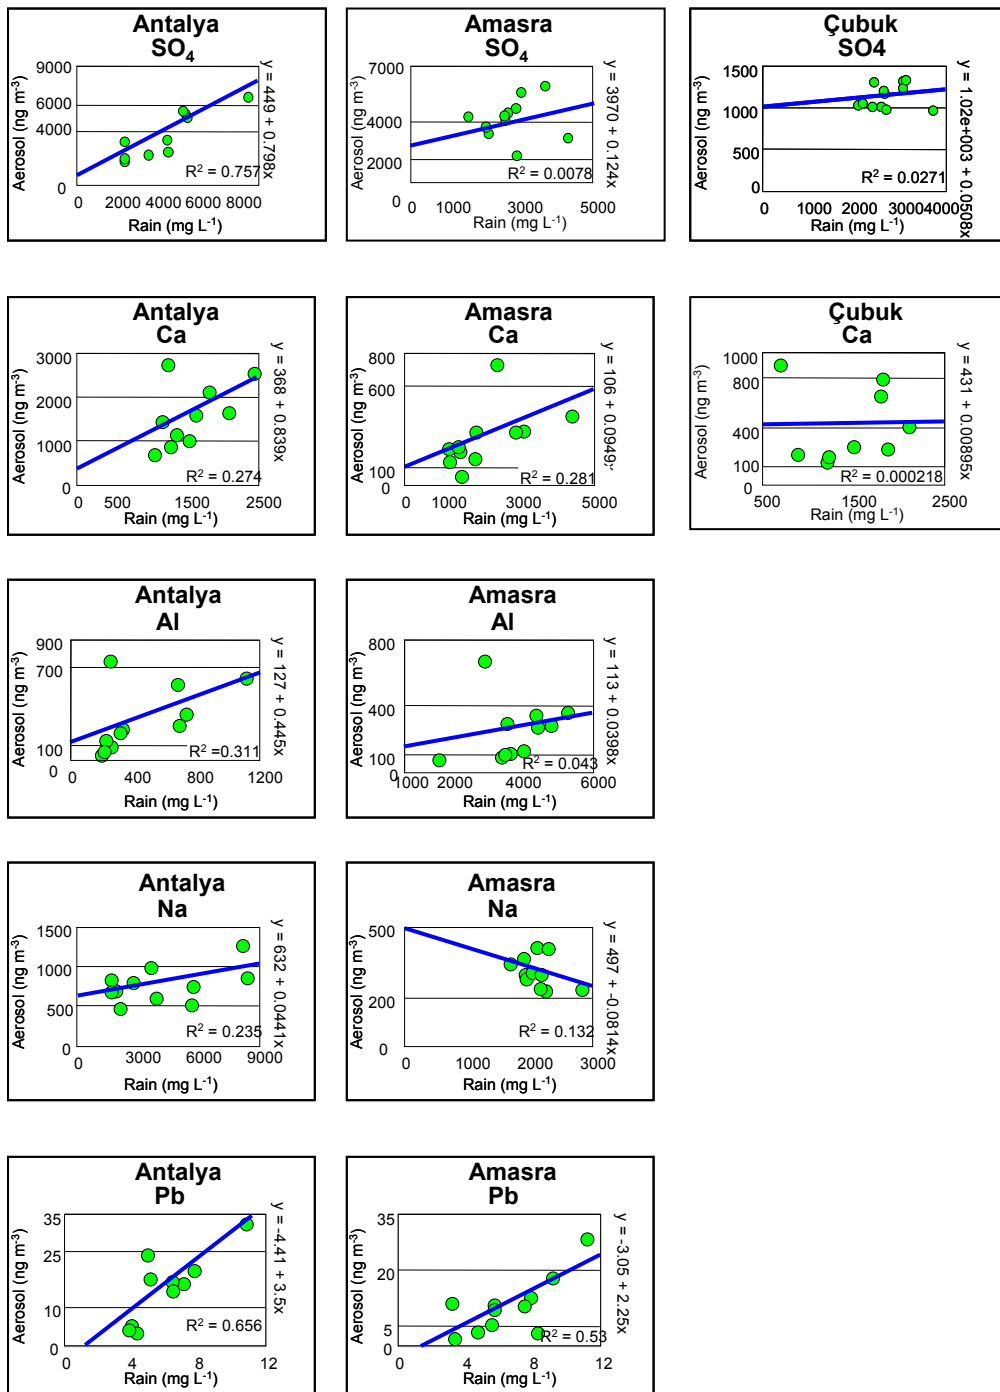 Antalya
SO4
Aerosol (ng m-3)
9000
6000
4000
2000
0
2000 4000 6000 8000
Rain (mg L-1)
R2 = 0.757
y = 449 + 0.798x
Amasra
SO4
Aerosol (ng m-3)
7000
4000
2000
0
0 1000 3000 5000
Rain (mg L-1)
R2 = 0.0078
y = 3970 + 0.124x
Çubuk
SO4
Aerosol (ng m-3)
1500
1000
500
0
0 1000 2000 3000 4000
Rain (mg L-1)
R2 = 0.0271
y = 1.02e+003 + 0.0508x
Antalya
Ca
Aerosol (ng m-3)
3000
2000
1000
0
0 500 1500 2500
Rain (mg L-1)
R2 = 0.274
y = 368 + 0.839x
Amasra
Ca
Aerosol (ng m-3)
800
600
100
0
0 1000 3000 5000
Rain (mg L-1)
R2 = 0.281
y = 106 + 0.0949
Çubuk
Ca
Aerosol (ng m-3)
1000
800
400
100
0
500 1500 2500
Rain (mg L-1)
R2 = 0.000218
y = 431 + 0.00895x
Antalya
Al
Aerosol (ng m-3)
900
700
100
0
0 400 800 1200
Rain (mg L-1)
R2 =0.311
y = 127 + 0.445x
Amasra
Al
Aerosol (ng m-3)
800
400
100
0
1000 2000 4000 6000
Rain (mg L-1)
R2 = 0.043
y = 113 + 0.0398x
Antalya
Na
Aerosol (ng m-3)
1500
1000
500
0
0 3000 6000 9000
Rain (mg L-1)
R2 = 0.235
y = 632 + 0.0441x
Amasra
Na
Aerosol (ng m-3)
500
200
0
0 1000 2000 3000
Rain (mg L-1)
R2 = 0.132
y = 497 + -0.0814x
Antalya
Pb
Aerosol (ng m-3)
35
25
10
0
0 4 8 12
Rain (mg L-1)
R2 = 0.656
y = -4.41 + 3.5x
Amasra
Pb
Aerosol (ng m-3)
35
20
5
0
4 8 12
Rain (mg L-1)
R2 = 0.53
y = -3.05 + 2.25x